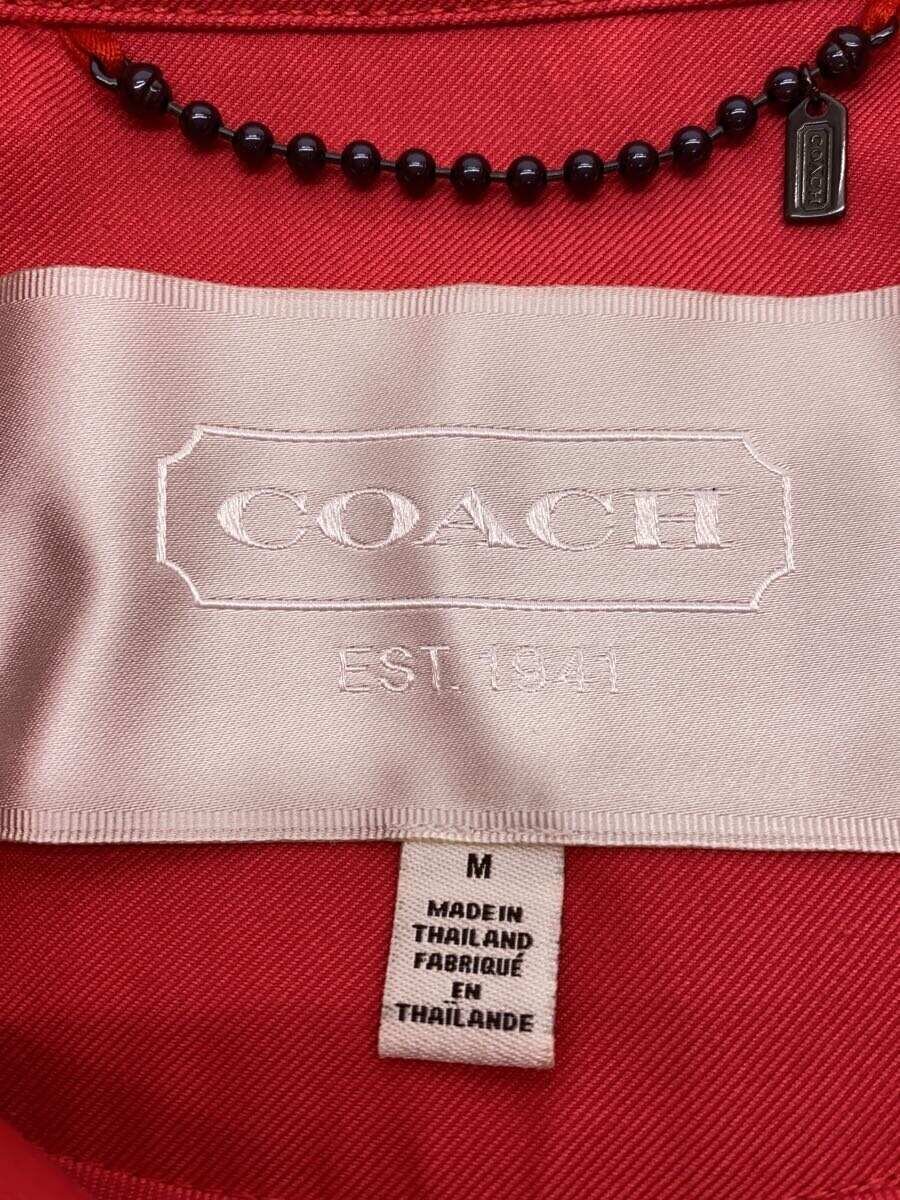 COACH
COACH
EST. 1941
M
MADE IN
THAILAND
FABRIQUÉ
EN
THAÏLANDE